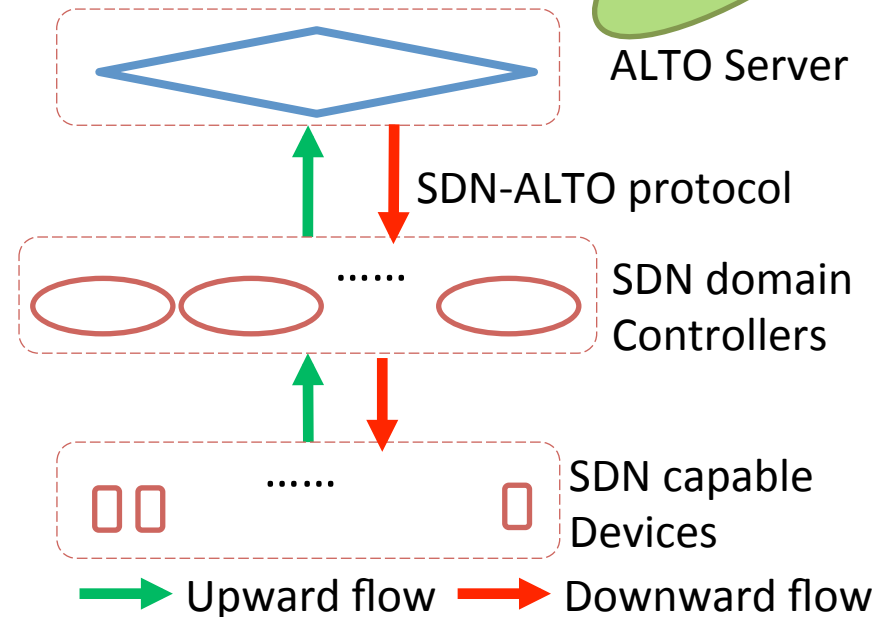 ALTO Server
SDN-ALTO protocol
......
SDN domain
Controllers
......
SDN capable
Devices
Upward flow
Downward flow